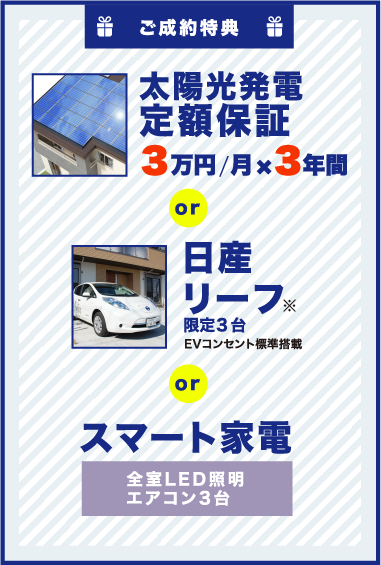 ご成約特典
太陽光発電
定額保証
3万円/月×3年間
or
日産
リーフ※
限定3台
EVコンセント標準搭載
or
スマート家電
全室LED照明
エアコン3台